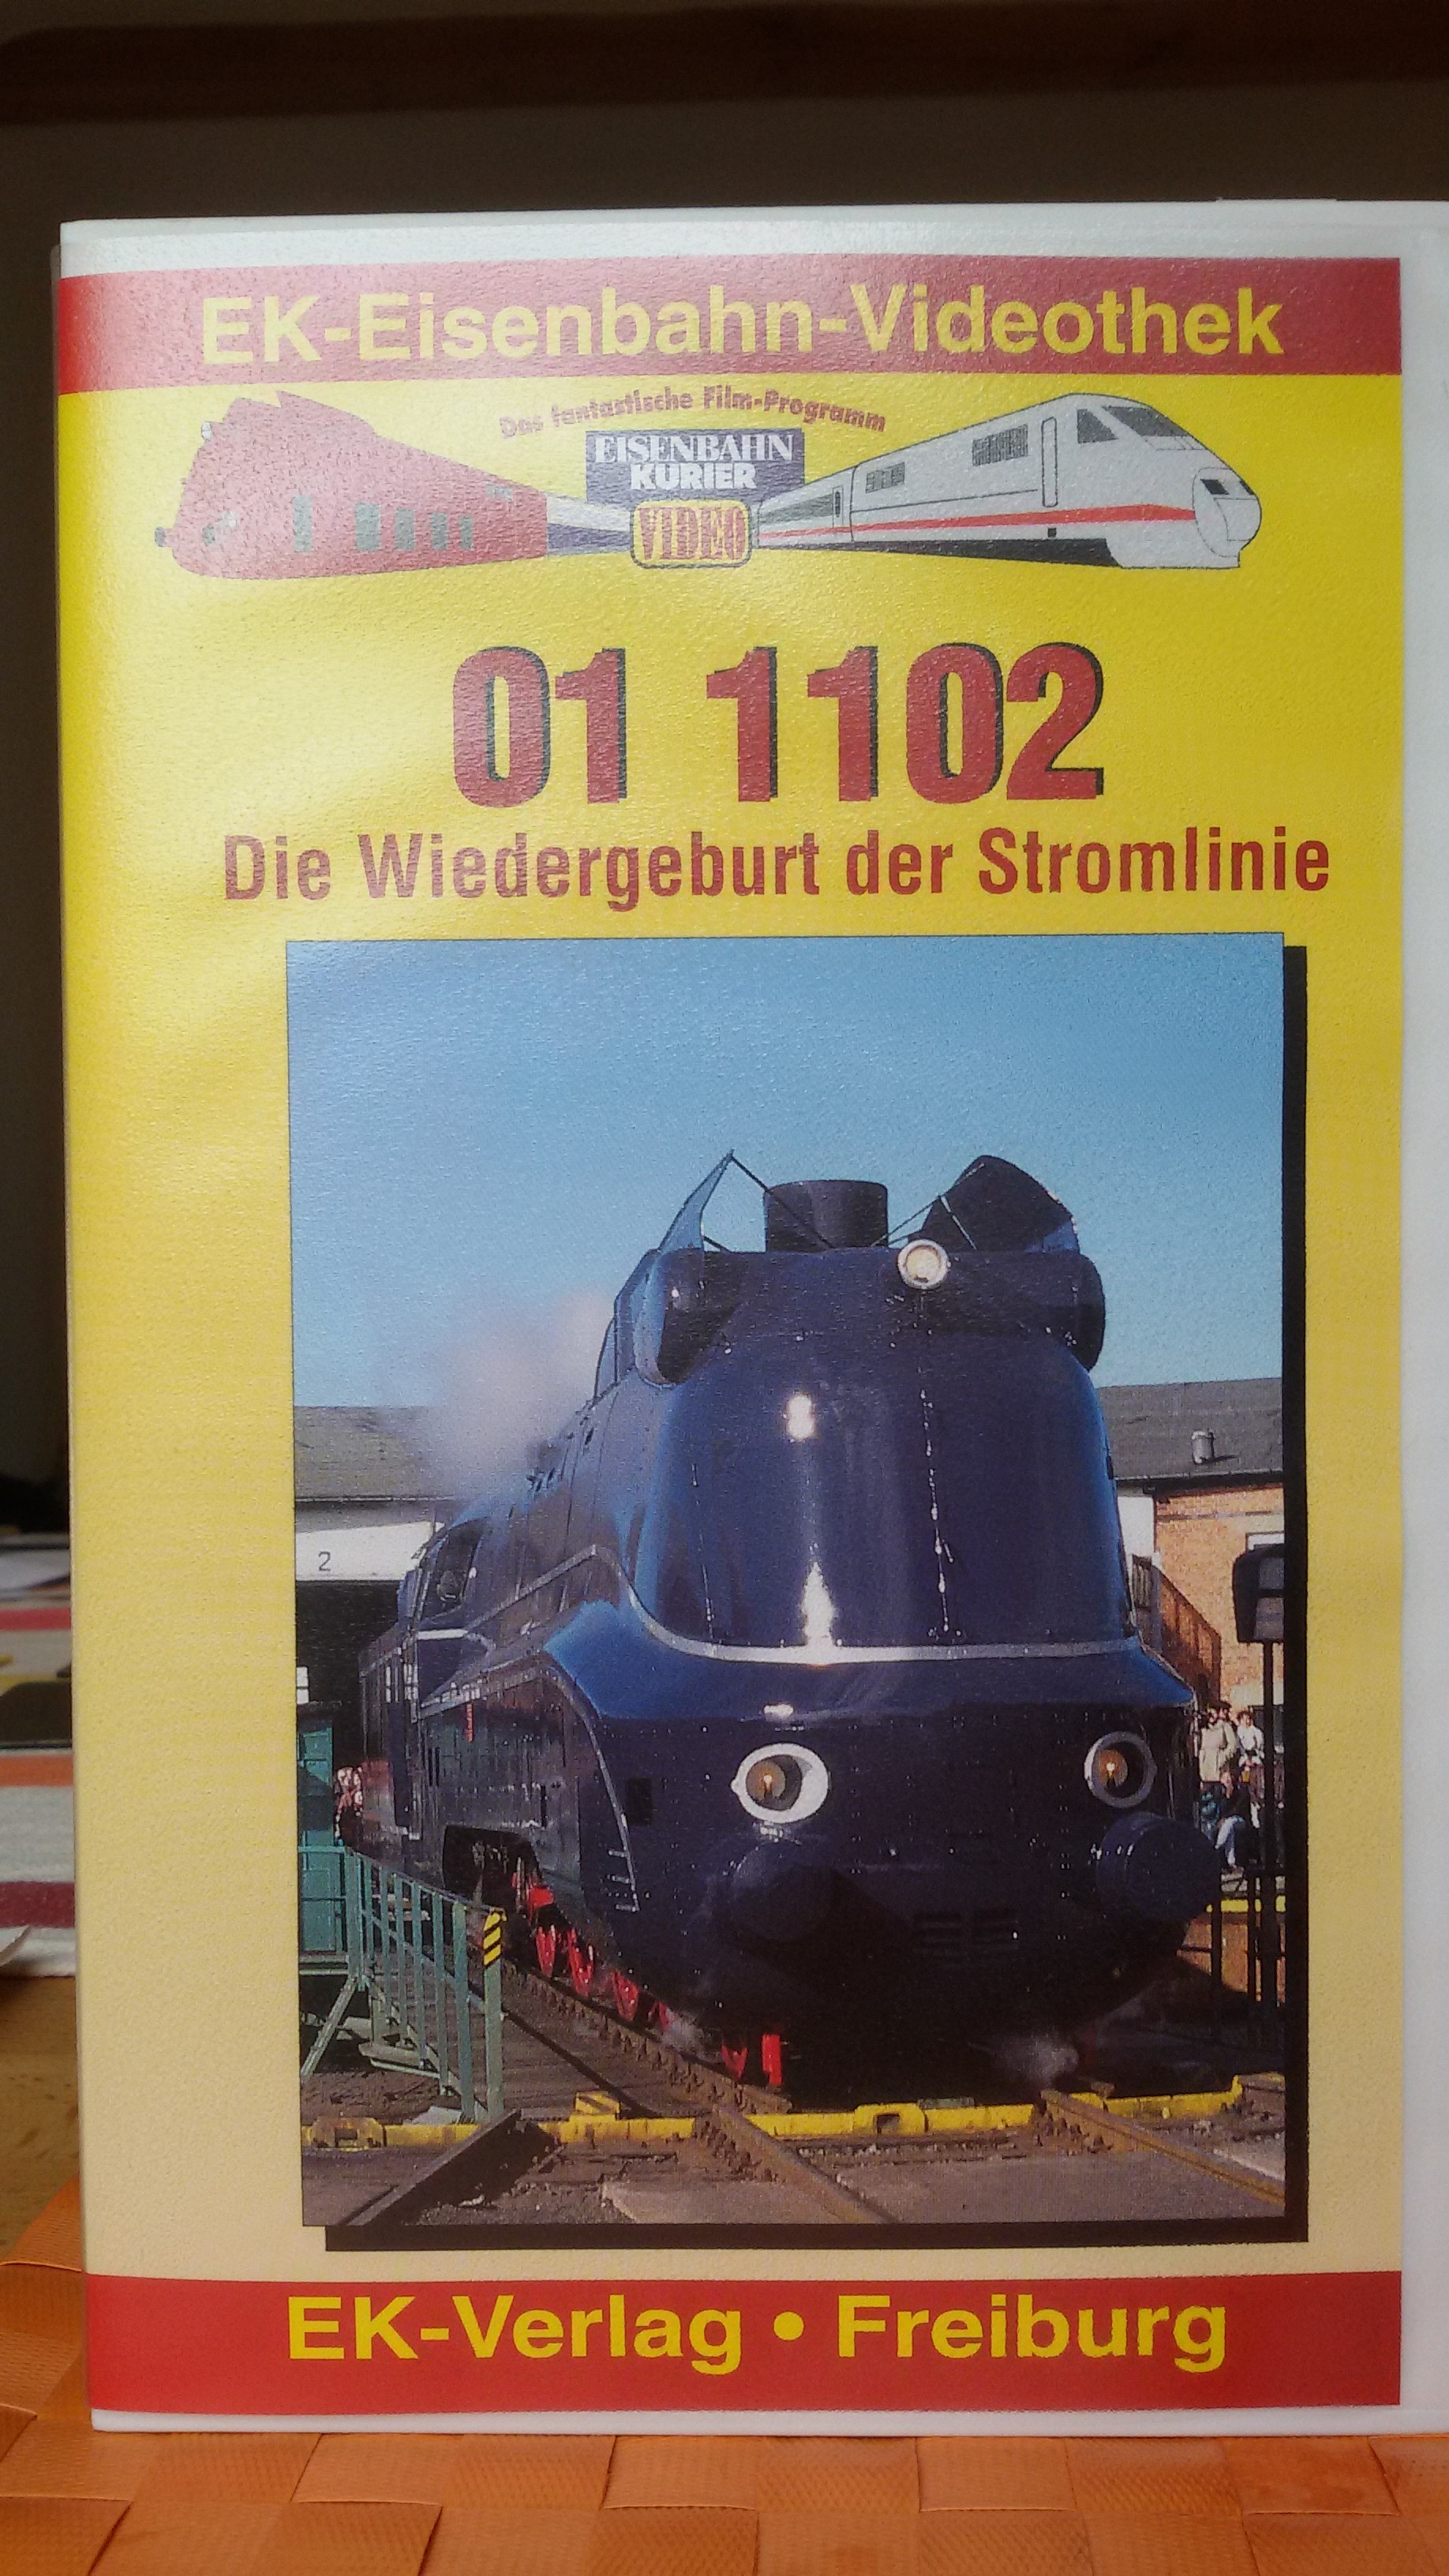 EK-Eisenbahn-Videothek
Das fantastische Film-Programm
EISENBAHN
KURIER
VIDEO
01 1102
Die Wiedergeburt der Stromlinie
2
EK-Verlag • Freiburg